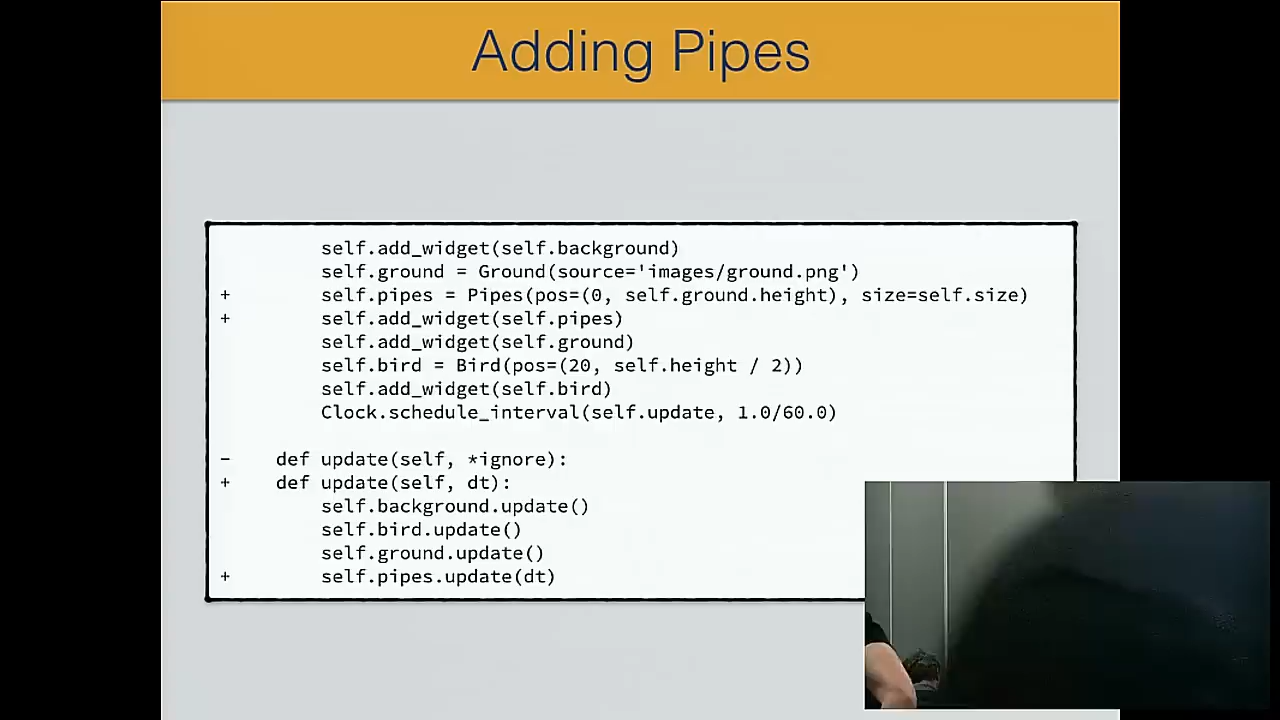 Adding Pipes
        self.add_widget(self.background)
        self.ground = Ground(source='images/ground.png')
+        self.pipes = Pipes(pos=(0, self.ground.height), size=self.size)
+        self.add_widget(self.pipes)
        self.add_widget(self.ground)
        self.bird = Bird(pos=(20, self.height / 2))
        self.add_widget(self.bird)
        Clock.schedule_interval(self.update, 1.0/60.0)
-    def update(self, *ignore):
+    def update(self, dt):
        self.background.update()
        self.bird.update()
        self.ground.update()
+        self.pipes.update(dt)